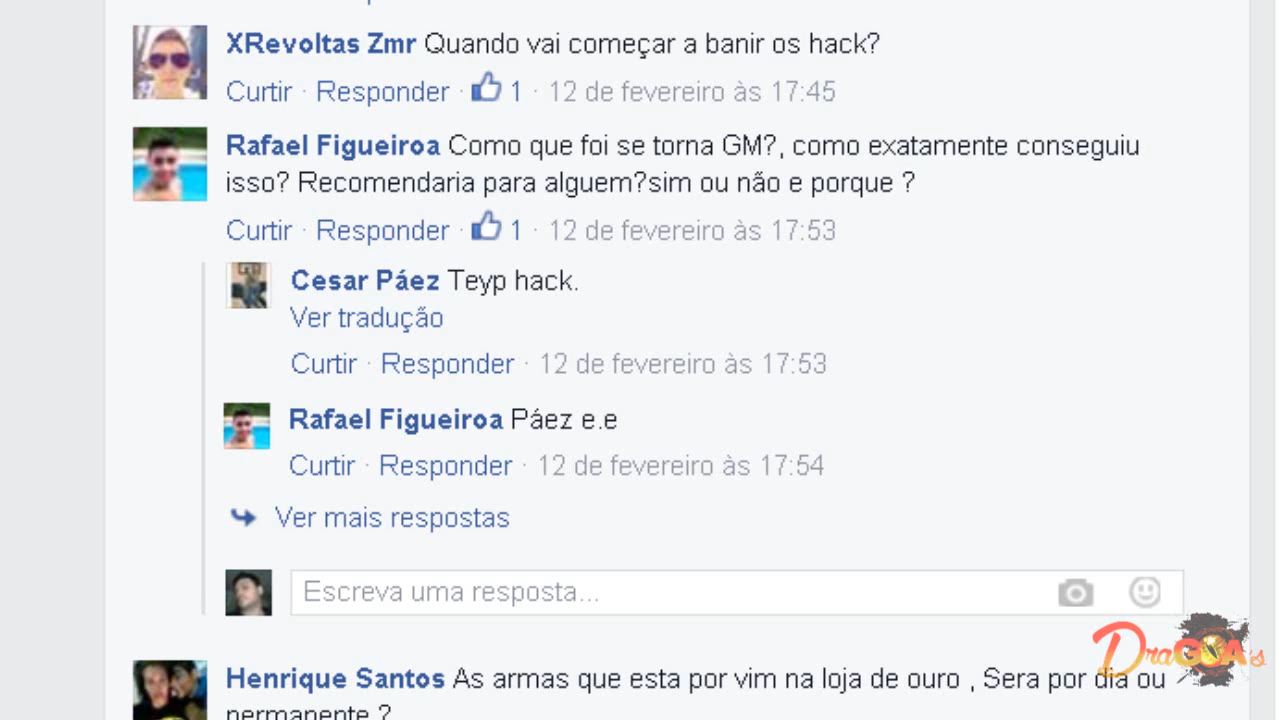 XRevoltas Zmr Quando vai começar a banir os hack?
Curtir · Responder · 1 · 12 de fevereiro às 17:45
Rafael Figueiroa Como que foi se torna GM?, como exatamente conseguiu
isso? Recomendaria para alguem?sim ou não e porque ?
Curtir · Responder · 1 · 12 de fevereiro às 17:53
Cesar Páez Teyp hack.
Ver tradução
Curtir · Responder · 12 de fevereiro às 17:53
Rafael Figueiroa Páez e.e
Curtir · Responder · 12 de fevereiro às 17:54
Ver mais respostas
Escreva uma resposta...
Henrique Santos As armas que esta por vim na loja de ouro , Sera por dia ou
permanente ?